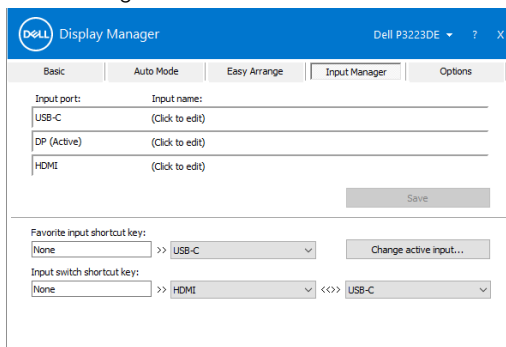 DELL Display Manager Dell P3223DE ? X
Basic Auto Mode Easy Arrange Input Manager Options
Input port: Input name:
USB-C (Click to edit)
DP (Active) (Click to edit)
HDMI (Click to edit)
Save
Favorite input shortcut key:
None >> USB-C Change active input...
Input switch shortcut key:
None >> HDMI <<>> USB-C